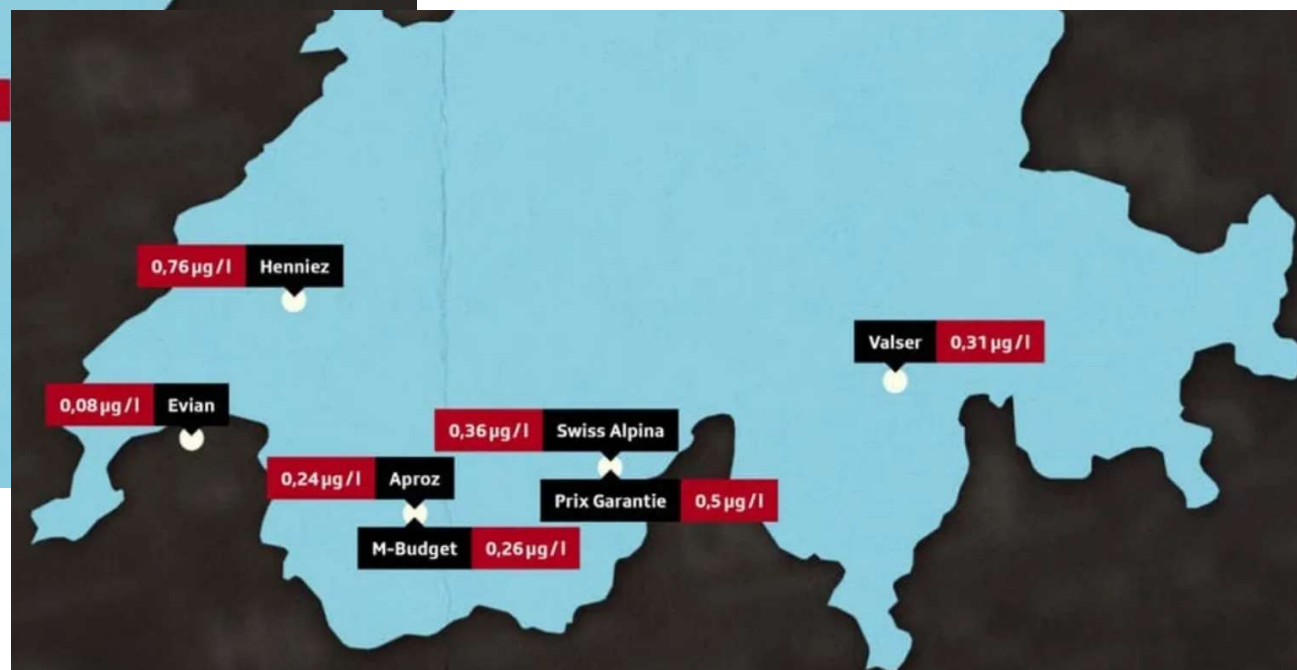 0,76 µg/l Henniez
Valser 0,31 µg/l
0,08 µg/l Evian
0,36 µg/l Swiss Alpina
0,24 µg/l Aproz
Prix Garantie 0,5 µg/l
M-Budget 0,26 µg/l